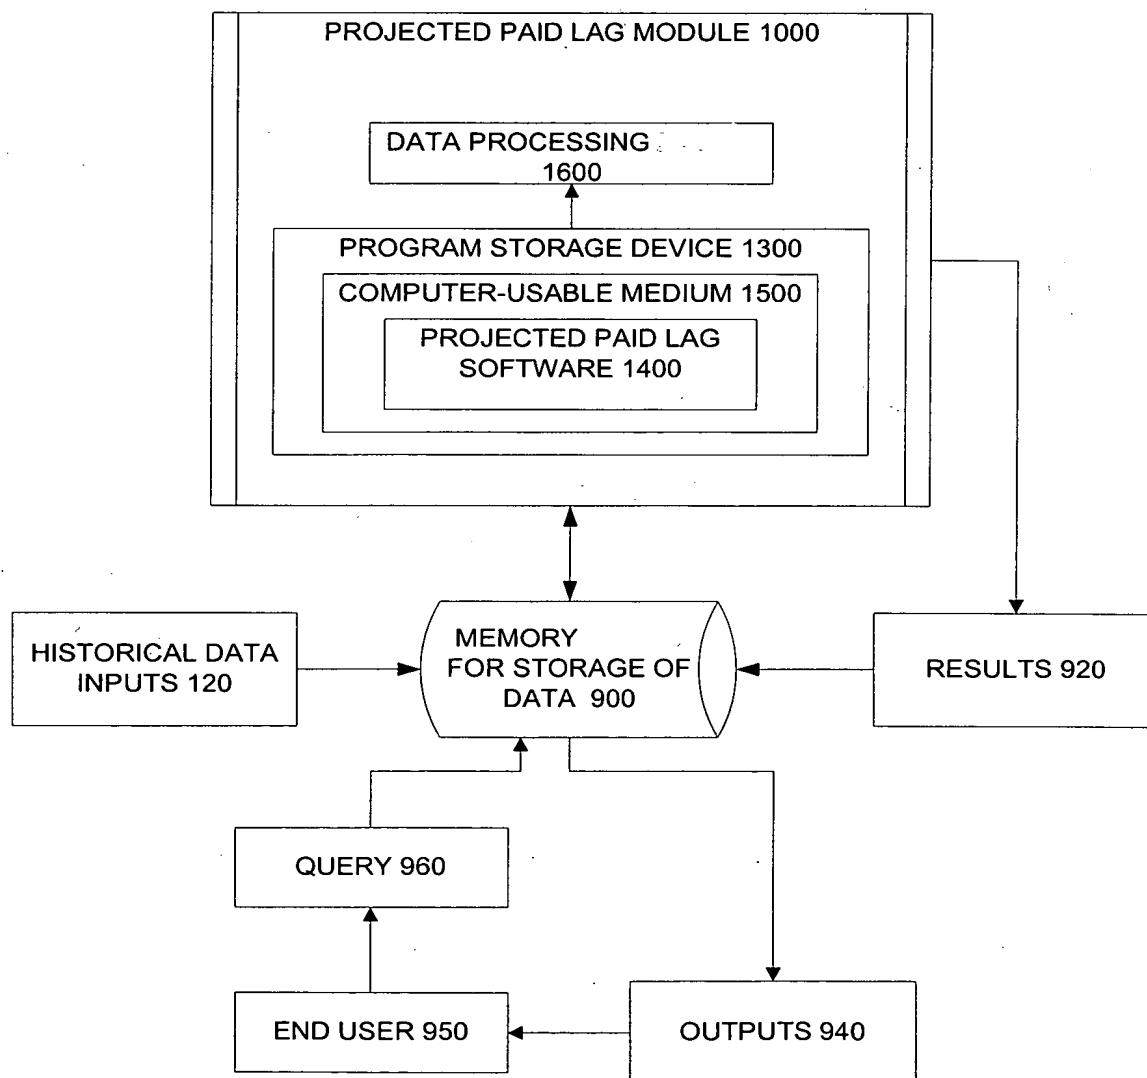 PROJECTED PAID LAG MODULE 1000
DATA PROCESSING
1600
PROGRAM STORAGE DEVICE 1300
COMPUTER-USABLE MEDIUM 1500
PROJECTED PAID LAG
SOFTWARE 1400
HISTORICAL DATA
INPUTS 120
MEMORY
FOR STORAGE OF
DATA 900
RESULTS 920
QUERY 960
END USER 950
OUTPUTS 940